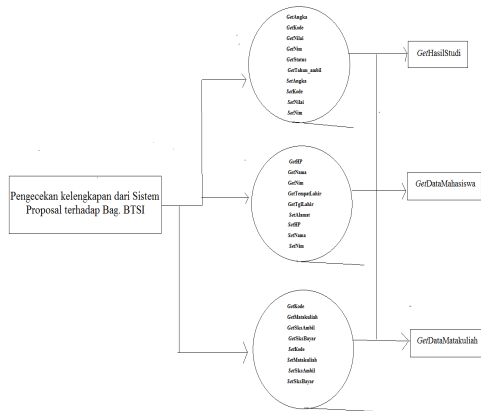 GetAngka
GetKode
GetNilai
GetNim
GetStatus
GetTahun_ambil
SetAngka
SetKode
SetNilai
SetNim
GetHasilStudi
Pengecekan kelengkapan dari Sistem
Proposal terhadap Bag. BTSI
GetHP
GetNama
GetNim
GetTempatLahir
GetTglLahir
SetAlamat
SetHP
SetNama
SetNim
GetDataMahasiswa
GetKode
GetMatakuliah
GetSksAmbil
GetSksBayar
SetKode
SetMatakuliah
SetSksAmbil
SetSksBayar
GetDataMatakuliah